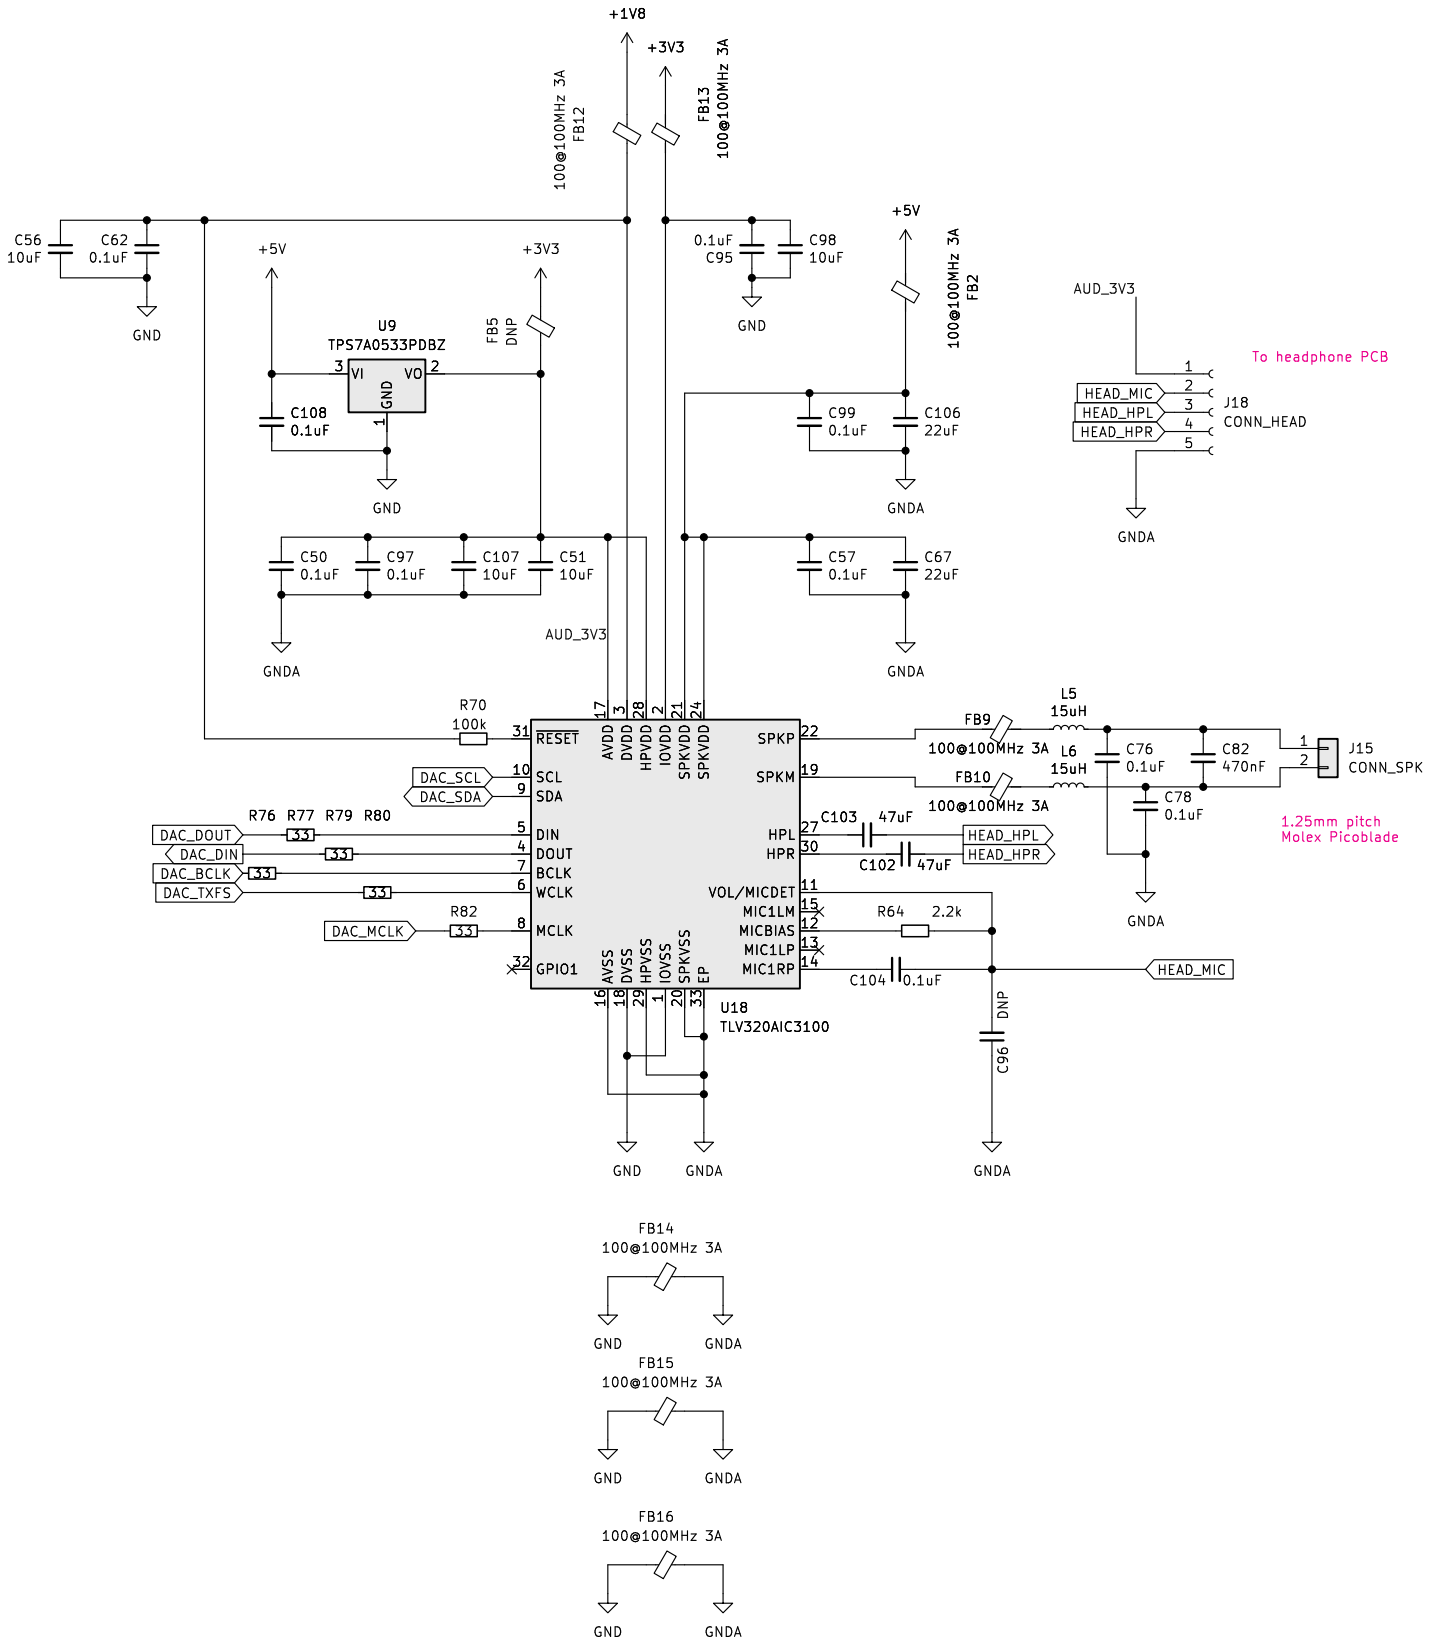 +1V8
+3V3
100@100MHz 3A
FB12
FB13
100@100MHz 3A
C56
10uF
C62
0.1uF
GND
+5V
+3V3
0.1uF
C95
C98
10uF
GND
+5V
100@100MHz 3A
FB2
FB5
DNP
U9
TPS7A0533PDBZ
3
VI
VO
2
GND
1
C108
0.1uF
GND
C99
0.1uF
C106
22uF
GNDA
AUD_3V3
To headphone PCB
1
HEAD_MIC
2
HEAD_HPL
3
HEAD_HPR
4
5
J18
CONN_HEAD
GNDA
C50
0.1uF
C97
0.1uF
C107
10uF
C51
10uF
GNDA
C57
0.1uF
C67
22uF
GNDA
AUD_3V3
17
3
28
2
21
24
AVDD
DVDD
HPVDD
IOVDD
SPKVDD
SPKVDD
R70
100k
31
RESET
DAC_SCL
10
SCL
DAC_SDA
9
SDA
R76
R77
R79
R80
DAC_DOUT
33
5
DIN
DAC_DIN
33
4
DOUT
DAC_BCLK
33
7
BCLK
DAC_TXFS
33
6
WCLK
R82
DAC_MCLK
33
8
MCLK
32
GPIO1
SPKP
22
SPKM
19
HPL
27
HPR
30
VOL/MICDET
11
MIC1LM
15
MICBIAS
12
MIC1LP
13
MIC1RP
14
AVSS
DVSS
HPVSS
IOVSS
SPKVSS
EP
16
18
29
1
20
33
U18
TLV320AIC3100
FB9
100@100MHz 3A
L5
15uH
FB10
100@100MHz 3A
L6
15uH
C76
0.1uF
C82
470nF
C78
0.1uF
1
2
J15
CONN_SPK
1.25mm pitch
Molex Picoblade
GNDA
C103
47uF
HEAD_HPL
C102
47uF
HEAD_HPR
R64
2.2k
C104
0.1uF
HEAD_MIC
DNP
C96
GND
GNDA
GNDA
FB14
100@100MHz 3A
GND
GNDA
FB15
100@100MHz 3A
GND
GNDA
FB16
100@100MHz 3A
GND
GNDA